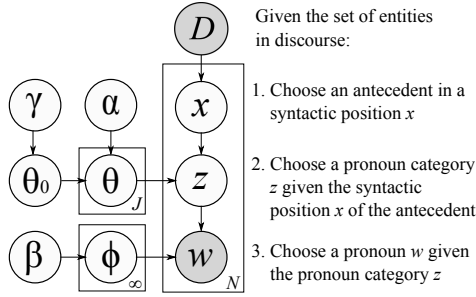 D
Given the set of entities
in discourse:
γ
α
x
1. Choose an antecedent in a
syntactic position x
θ0
θ
J
z
2. Choose a pronoun category
z given the syntactic
position x of the antecedent
β
ϕ
∞
w
N
3. Choose a pronoun w given
the pronoun category z